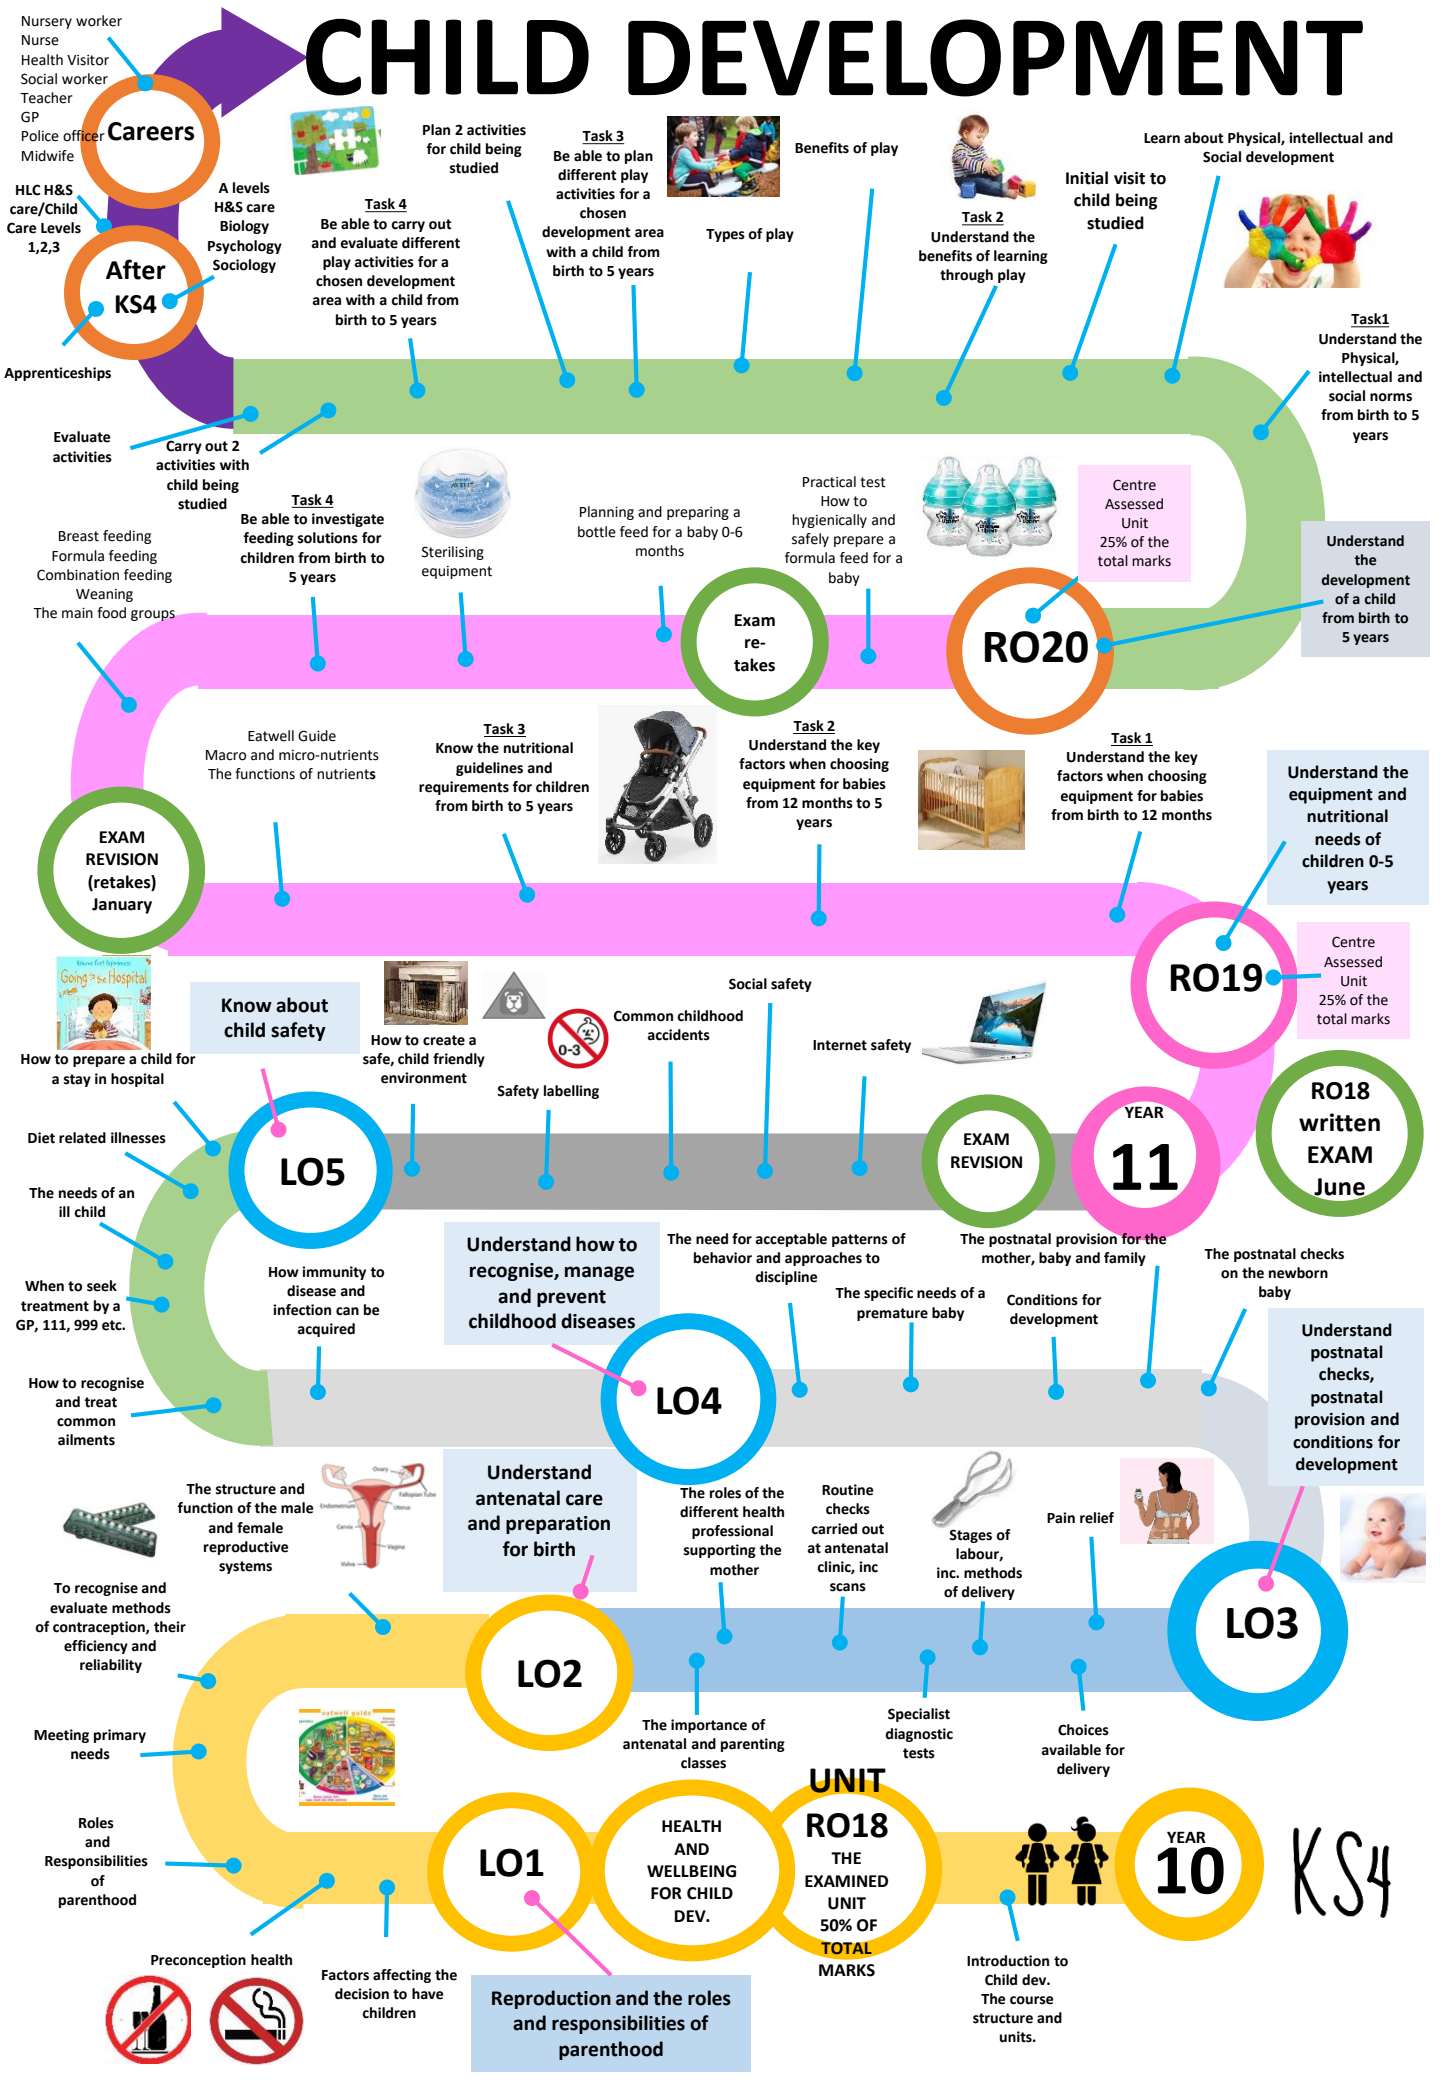 CHILD DEVELOPMENT
Nursery worker
Nurse
Health Visitor
Social worker
Teacher
GP
Police officer
Midwife
Careers
HLC H&S
care/Child
Care Levels
1,2,3
A levels
H&S care
Biology
Psychology
Sociology
After
KS4
Apprenticeships
Task 4
Be able to carry out
and evaluate different
play activities for a
chosen development
area with a child from
birth to 5 years
Plan 2 activities
for child being
studied
Task 3
Be able to plan
different play
activities for a
chosen
development area
with a child from
birth to 5 years
Types of play
Benefits of play
Task 2
Understand the
benefits of learning
through play
Initial visit to
child being
studied
Learn about Physical, intellectual and
Social development
Task1
Understand the
Physical,
intellectual and
social norms
from birth to 5
years
Evaluate
activities
Carry out 2
activities with
child being
studied
Breast feeding
Formula feeding
Combination feeding
Weaning
The main food groups
Task 4
Be able to investigate
feeding solutions for
children from birth to
5 years
Sterilising
equipment
Planning and preparing a
bottle feed for a baby 0-6
months
Practical test
How to
hygienically and
safely prepare a
formula feed for a
baby
Centre
Assessed
Unit
25% of the
total marks
Understand
the
development
of a child
from birth to
5 years
Exam
re-
takes
RO20
Eatwell Guide
Macro and micro-nutrients
The functions of nutrients
Task 3
Know the nutritional
guidelines and
requirements for children
from birth to 5 years
Task 2
Understand the key
factors when choosing
equipment for babies
from 12 months to 5
years
Task 1
Understand the key
factors when choosing
equipment for babies
from birth to 12 months
Understand the
equipment and
nutritional
needs of
children 0-5
years
EXAM
REVISION
(retakes)
January
RO19
Centre
Assessed
Unit
25% of the
total marks
Going to the Hospital
How to prepare a child for
a stay in hospital
Know about
child safety
How to create a
safe, child friendly
environment
0-3
Safety labelling
Common childhood
accidents
Social safety
Internet safety
RO18
written
EXAM
June
Diet related illnesses
LO5
EXAM
REVISION
YEAR
11
The needs of an
ill child
When to seek
treatment by a
GP, 111, 999 etc.
How to recognise
and treat
common
ailments
How immunity to
disease and
infection can be
acquired
Understand how to
recognise, manage
and prevent
childhood diseases
The need for acceptable patterns of
behavior and approaches to
discipline
The specific needs of a
premature baby
Conditions for
development
The postnatal provision for the
mother, baby and family
The postnatal checks
on the newborn
baby
Understand
postnatal
checks,
postnatal
provision and
conditions for
development
LO4
The structure and
function of the male
and female
reproductive
systems
Ovary
Fallopian Tube
Endometrium
Uterus
Cervix
Vagina
Vulva
Understand
antenatal care
and preparation
for birth
The roles of the
different health
professional
supporting the
mother
Routine
checks
carried out
at antenatal
clinic, inc
scans
Stages of
labour,
inc. methods
of delivery
Pain relief
To recognise and
evaluate methods
of contraception, their
efficiency and
reliability
LO2
LO3
Meeting primary
needs
eatwell guide
The importance of
antenatal and parenting
classes
Specialist
diagnostic
tests
Choices
available for
delivery
Roles
and
Responsibilities
of
parenthood
LO1
HEALTH
AND
WELLBEING
FOR CHILD
DEV.
UNIT
RO18
THE
EXAMINED
UNIT
50% OF
TOTAL
MARKS
YEAR
10
KS4
Preconception health
Factors affecting the
decision to have
children
Reproduction and the roles
and responsibilities of
parenthood
Introduction to
Child dev.
The course
structure and
units.